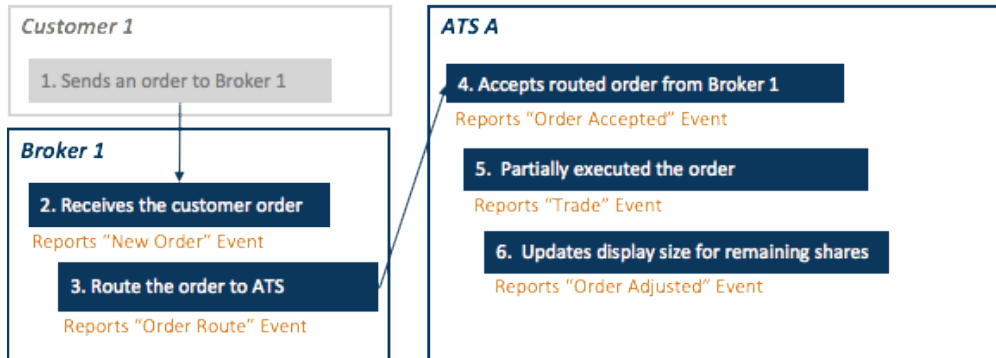 Customer 1
1. Sends an order to Broker 1
Broker 1
2. Receives the customer order
Reports "New Order" Event
3. Route the order to ATS
Reports "Order Route" Event
ATS A
4. Accepts routed order from Broker 1
Reports "Order Accepted" Event
5. Partially executed the order
Reports "Trade" Event
6. Updates display size for remaining shares
Reports "Order Adjusted" Event